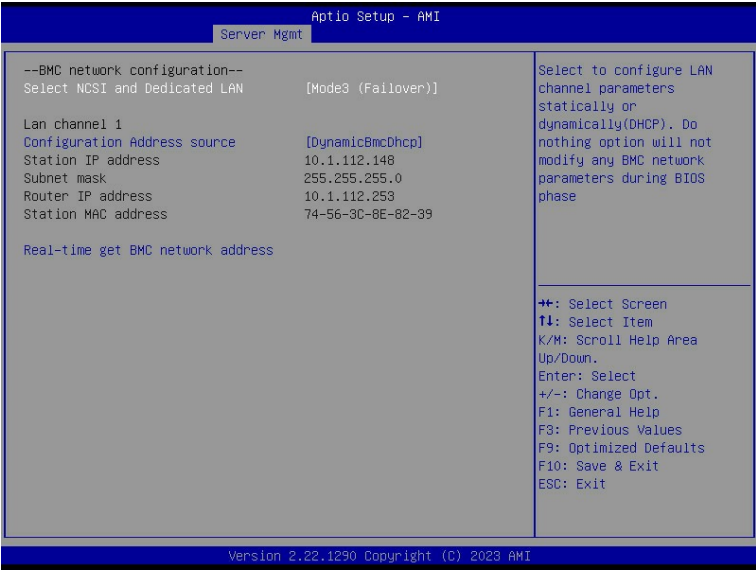 Aptio Setup - AMI
Server Mgmt
--BMC network configuration--
Select NCSI and Dedicated LAN [Mode3 (Failover)]
Lan channel 1
Configuration Address source [DynamicBmcDhcp]
Station IP address 10.1.112.148
Subnet mask 255.255.255.0
Router IP address 10.1.112.253
Station MAC address 74-56-3C-8E-82-39
Real-time get BMC network address
Select to configure LAN
channel parameters
statically or
dynamically(DHCP). Do
nothing option will not
modify any BMC network
parameters during BIOS
phase
→←: Select Screen
↑↓: Select Item
K/M: Scroll Help Area
Up/Down.
Enter: Select
+/-: Change Opt.
F1: General Help
F3: Previous Values
F9: Optimized Defaults
F10: Save & Exit
ESC: Exit
Version 2.22.1290 Copyright (C) 2023 AMI